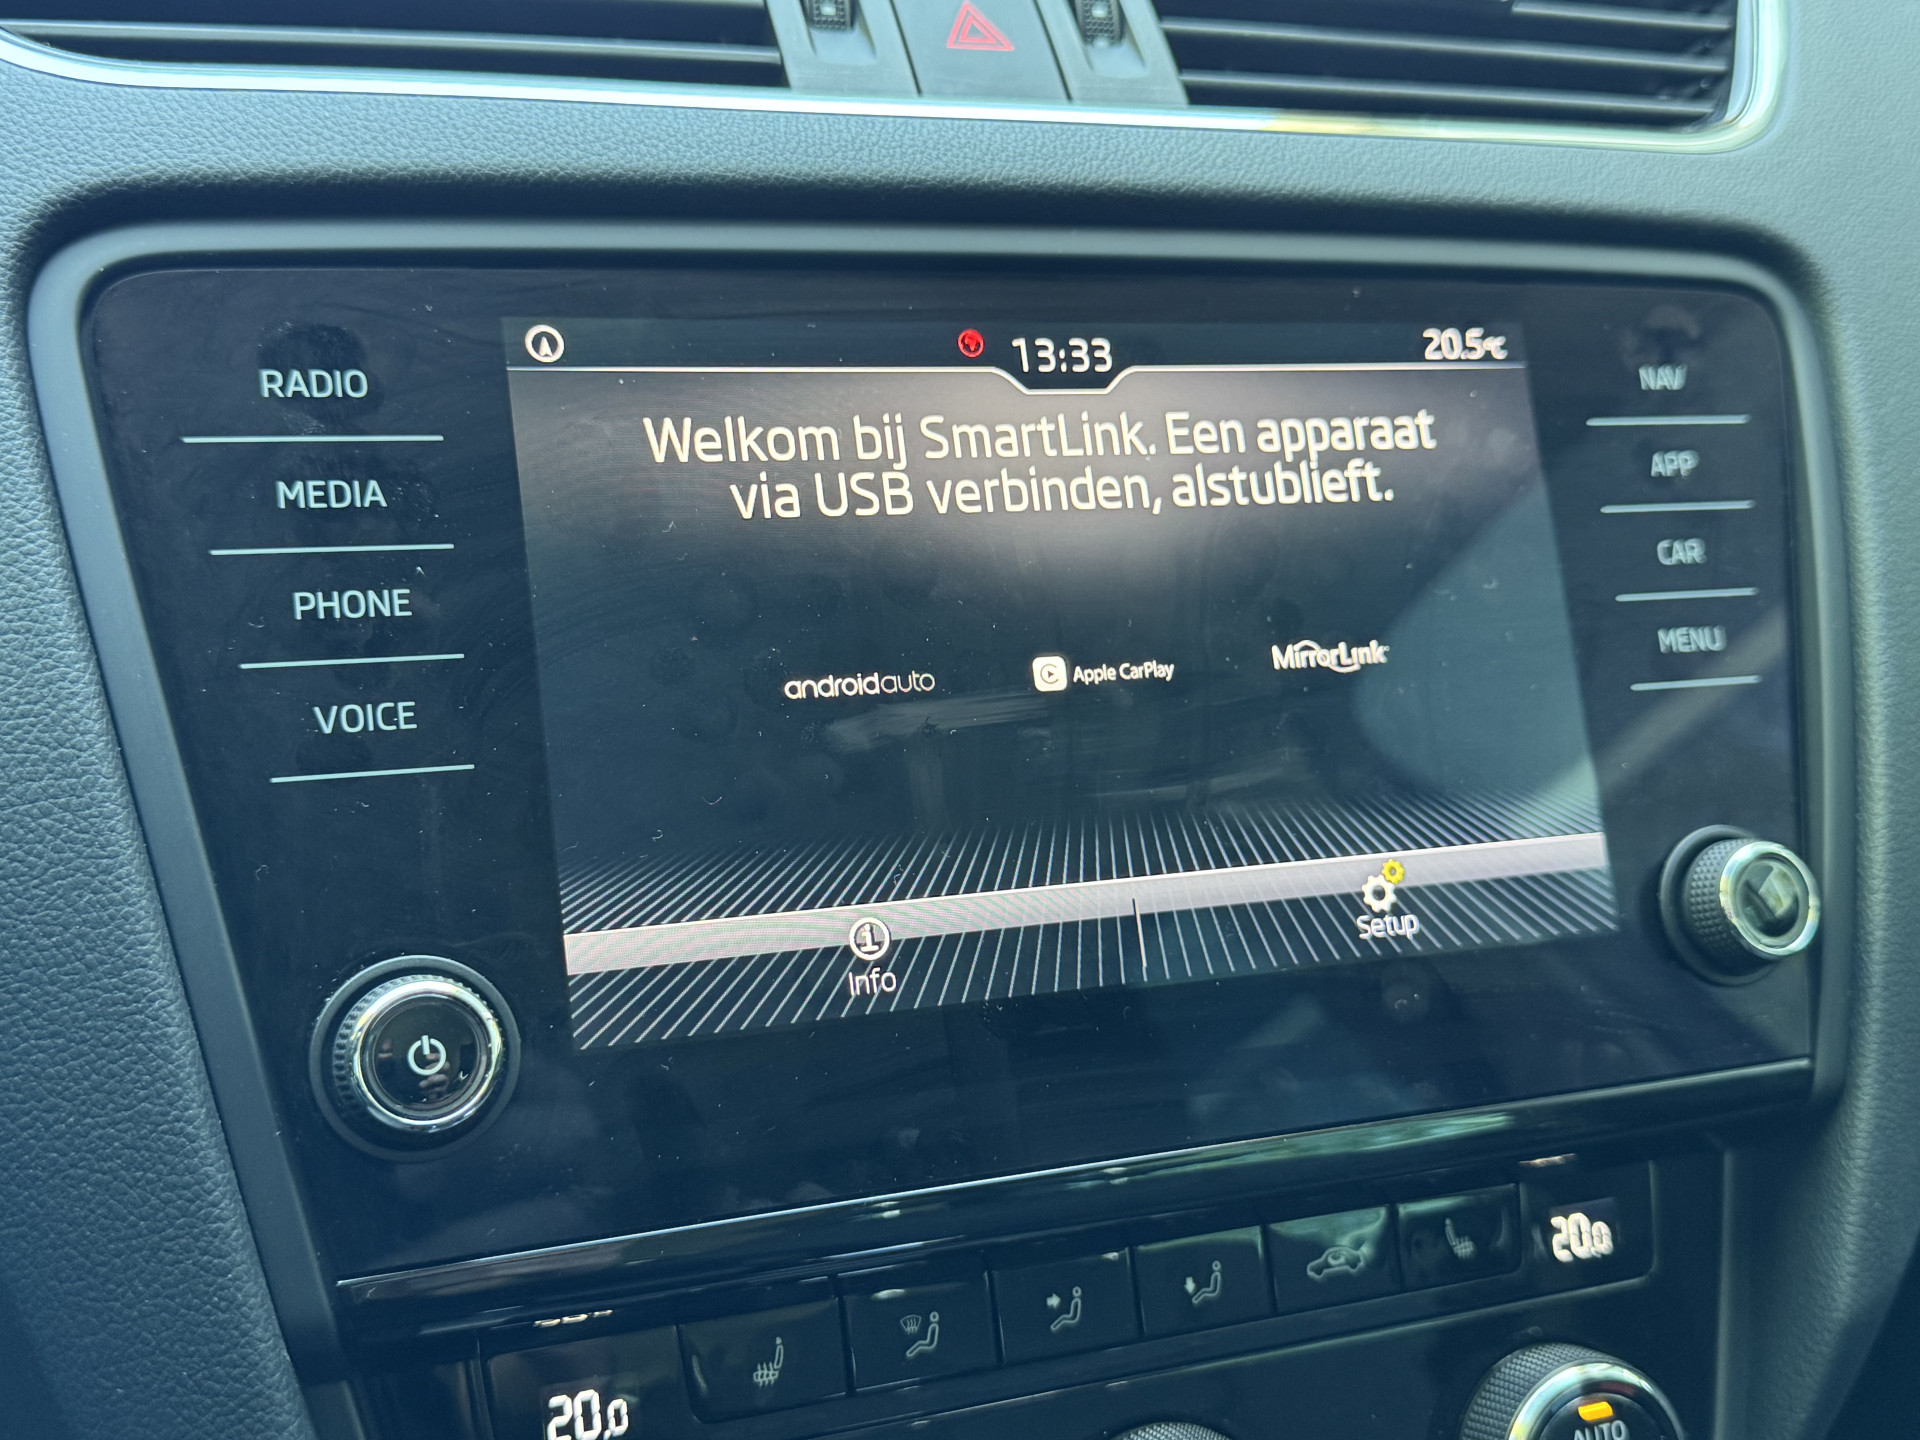 13:33
20.5°C
RADIO
MEDIA
PHONE
VOICE
Welkom bij SmartLink. Een apparaat
via USB verbinden, alstublieft.
androidauto
Apple CarPlay
MirrorLink
Info
Setup
NAV
APP
CAR
MENU
20.0
20.0
AUTO